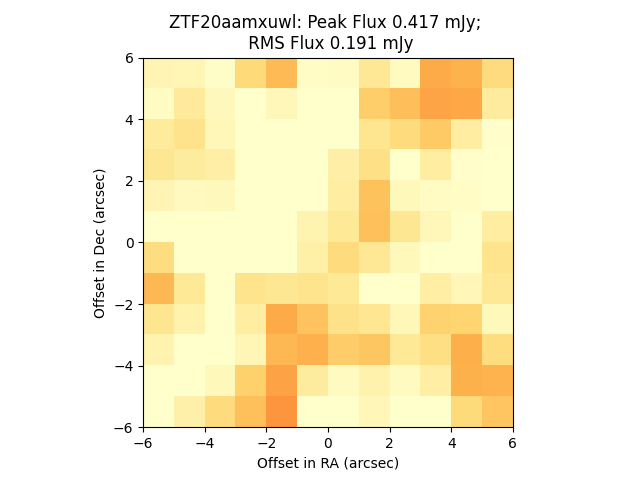 ZTF20aamxuwl: Peak Flux 0.417 mJy;
RMS Flux 0.191 mJy
6
4
2
0
−2
−4
−6
Offset in Dec (arcsec)
−6 −4 −2 0 2 4 6
Offset in RA (arcsec)